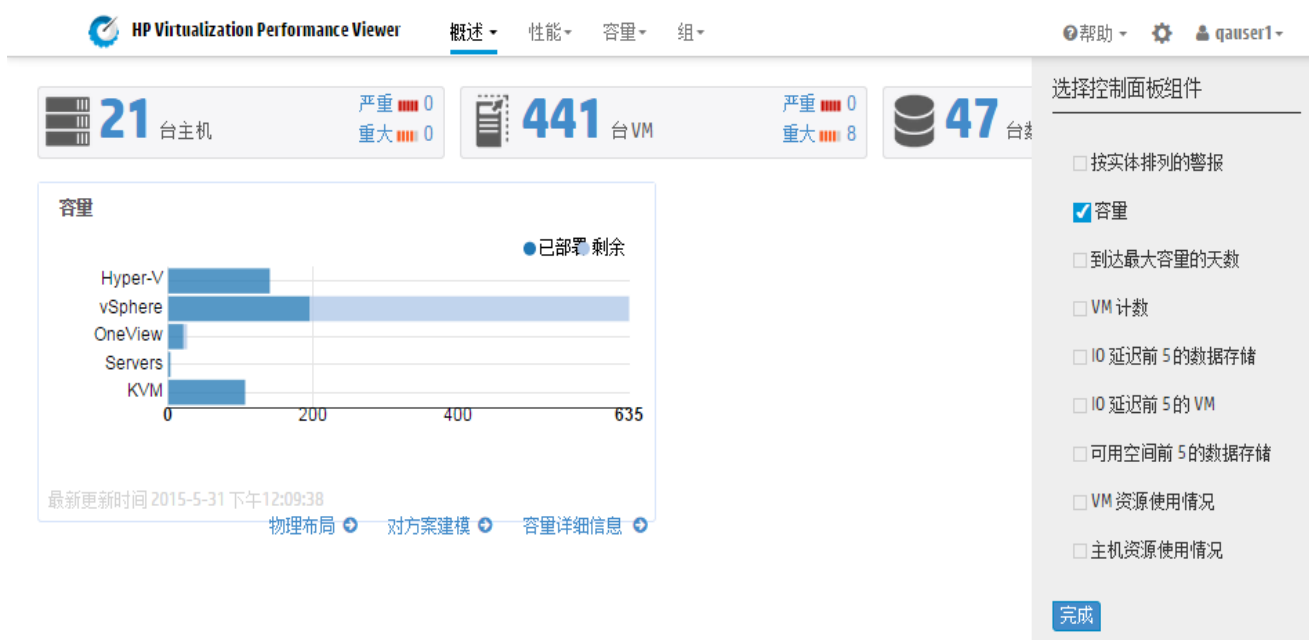 HP Virtualization Performance Viewer 概述 性能 容量 组 帮助 qauser1
选择控制面板组件
21 台主机 严重 0 重大 0
441 台 VM 严重 0 重大 8
47 台数
容量
已部署 剩余
Hyper-V
vSphere
OneView
Servers
KVM
0 200 400 635
最新更新时间 2015-5-31 下午12:09:38
物理布局 对方案建模 容量详细信息
按实体排列的警报
容量
到达最大容量的天数
VM 计数
IO 延迟前 5 的数据存储
IO 延迟前 5 的 VM
可用空间前 5 的数据存储
VM 资源使用情况
主机资源使用情况
完成